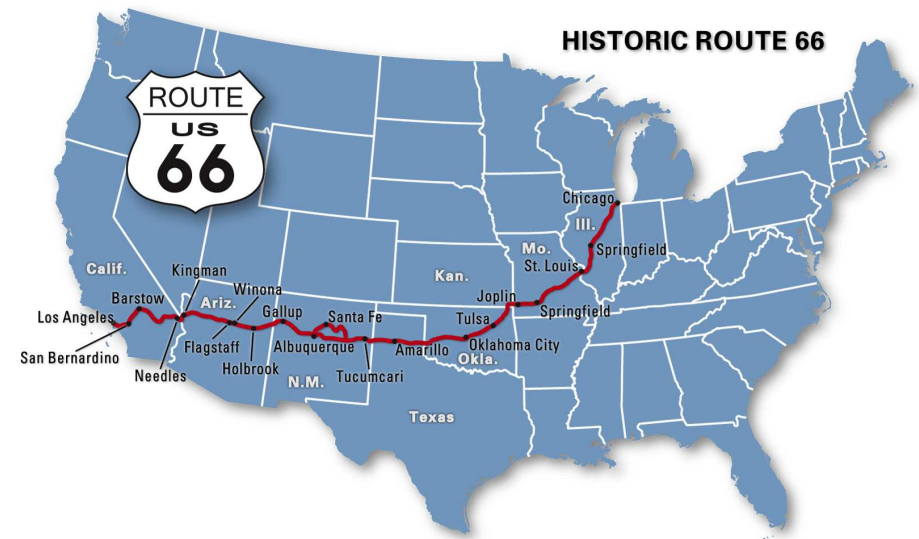 HISTORIC ROUTE 66
ROUTE
US
66
Chicago
Ill.
Springfield
Mo.
St. Louis
Kan.
Calif.
Kingman
Joplin
Springfield
Barstow
Ariz.
Winona
Gallup
Santa Fe
Tulsa
Los Angeles
Flagstaff
Albuquerque
Amarillo
Oklahoma City
Okla.
San Bernardino
Needles
Holbrook
N.M.
Tucumcari
Texas